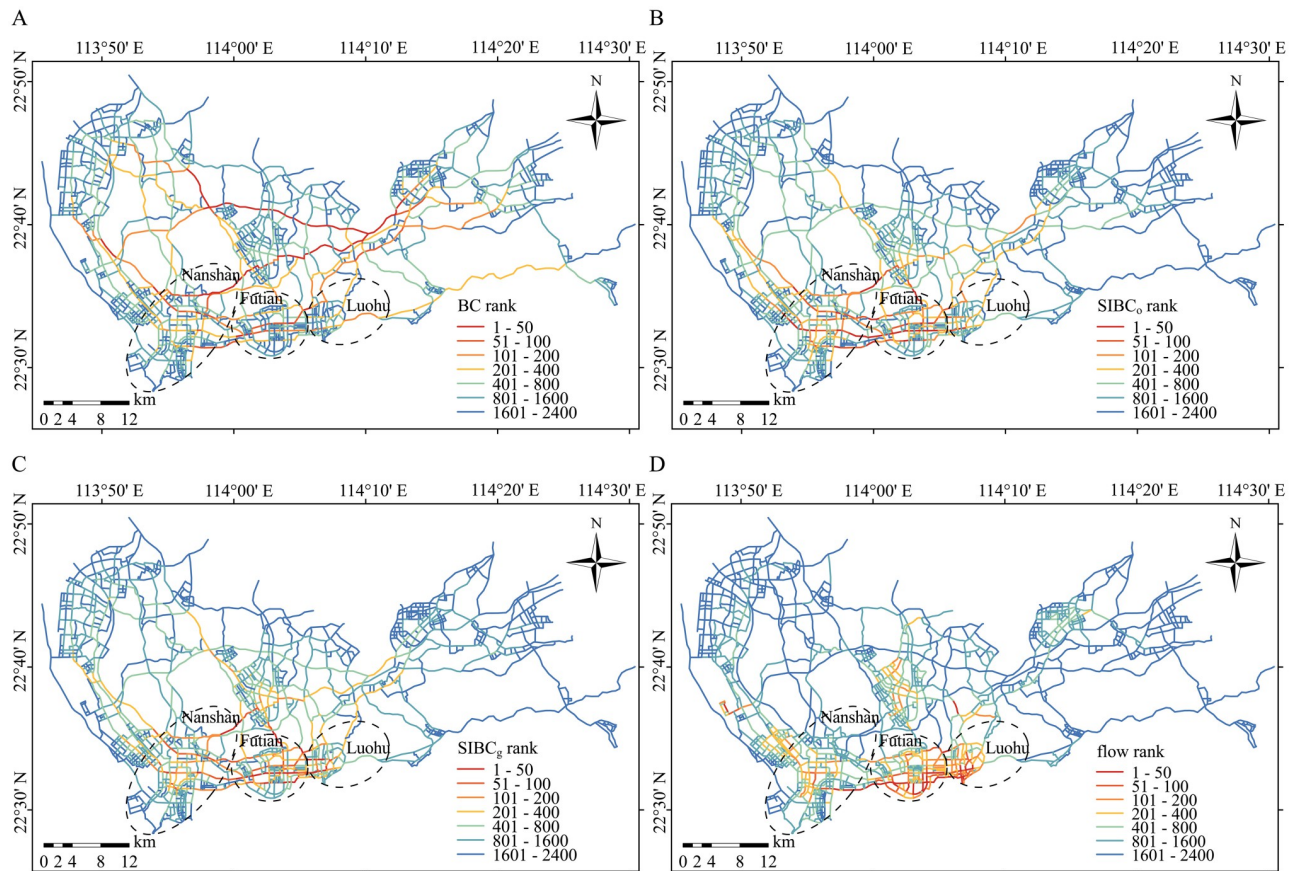 A
113°50' E 114°00' E 114°10' E 114°20' E 114°30' E
22°50' N
22°40' N
22°30' N
N
Nanshan
Futian
Luohu
BC rank
1 - 50
51 - 100
101 - 200
201 - 400
401 - 800
801 - 1600
1601 - 2400
km
0 2 4 8 12
B
113°50' E 114°00' E 114°10' E 114°20' E 114°30' E
22°50' N
22°40' N
22°30' N
N
Nanshan
Futian
Luohu
SIBCo rank
1 - 50
51 - 100
101 - 200
201 - 400
401 - 800
801 - 1600
1601 - 2400
km
0 2 4 8 12
C
113°50' E 114°00' E 114°10' E 114°20' E 114°30' E
22°50' N
22°40' N
22°30' N
N
Nanshan
Futian
Luohu
SIBCg rank
1 - 50
51 - 100
101 - 200
201 - 400
401 - 800
801 - 1600
1601 - 2400
km
0 2 4 8 12
D
113°50' E 114°00' E 114°10' E 114°20' E 114°30' E
22°50' N
22°40' N
22°30' N
N
Nanshan
Futian
Luohu
flow rank
1 - 50
51 - 100
101 - 200
201 - 400
401 - 800
801 - 1600
1601 - 2400
km
0 2 4 8 12